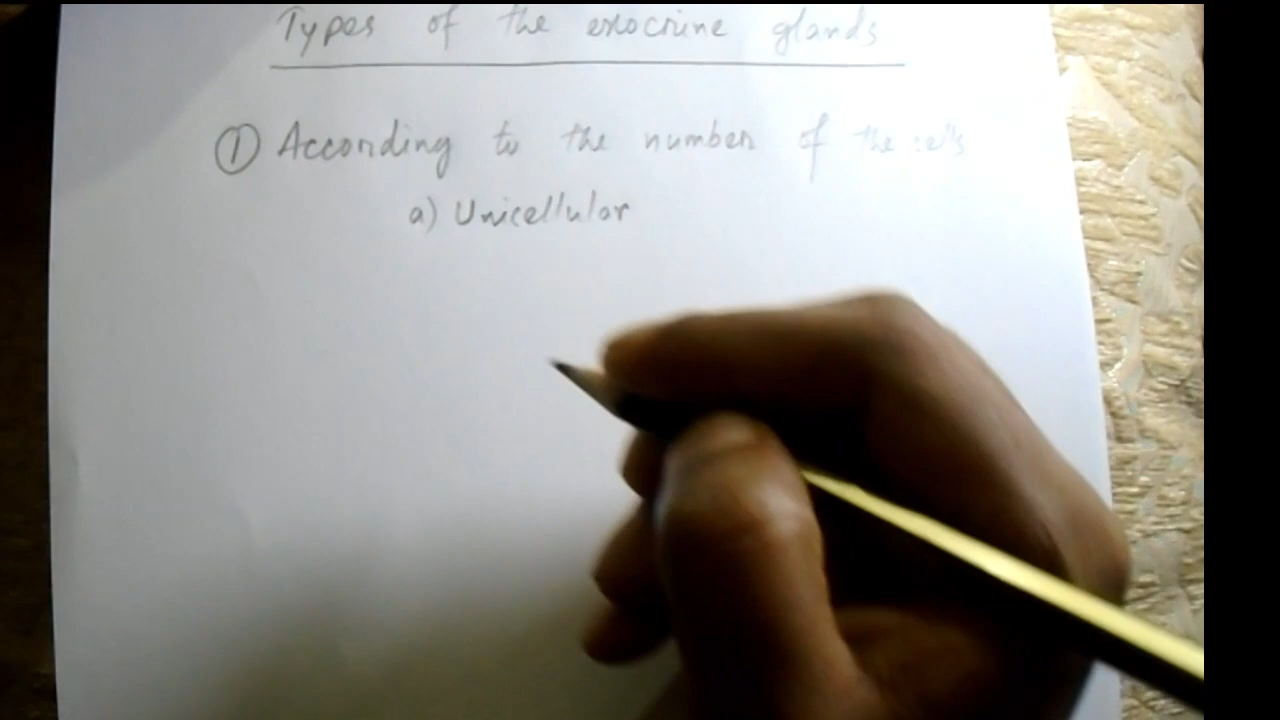 Types of the exocrine glands
① According to the number of the cells
a) Unicellular